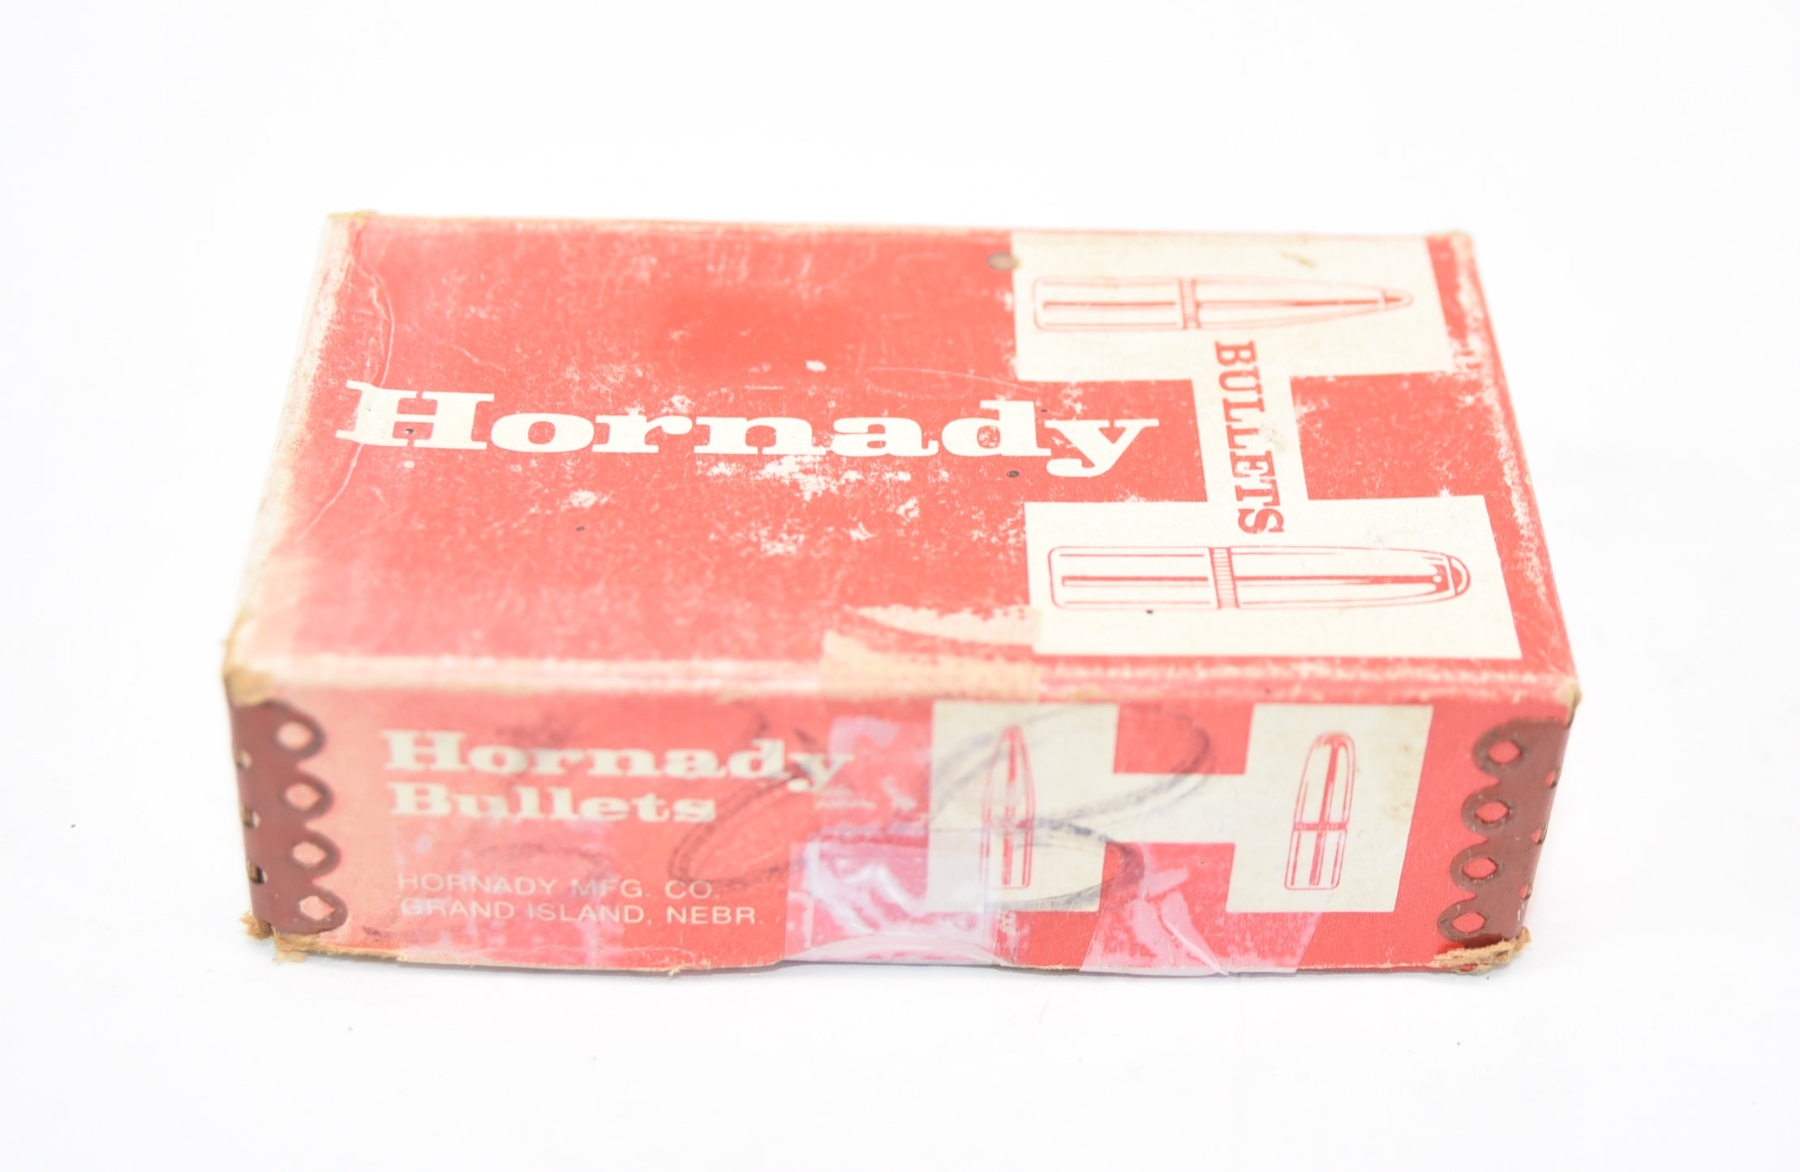 Hornady
BULLETS
Hornady
Bullets
HORNADY MFG. CO.
GRAND ISLAND, NEBR.